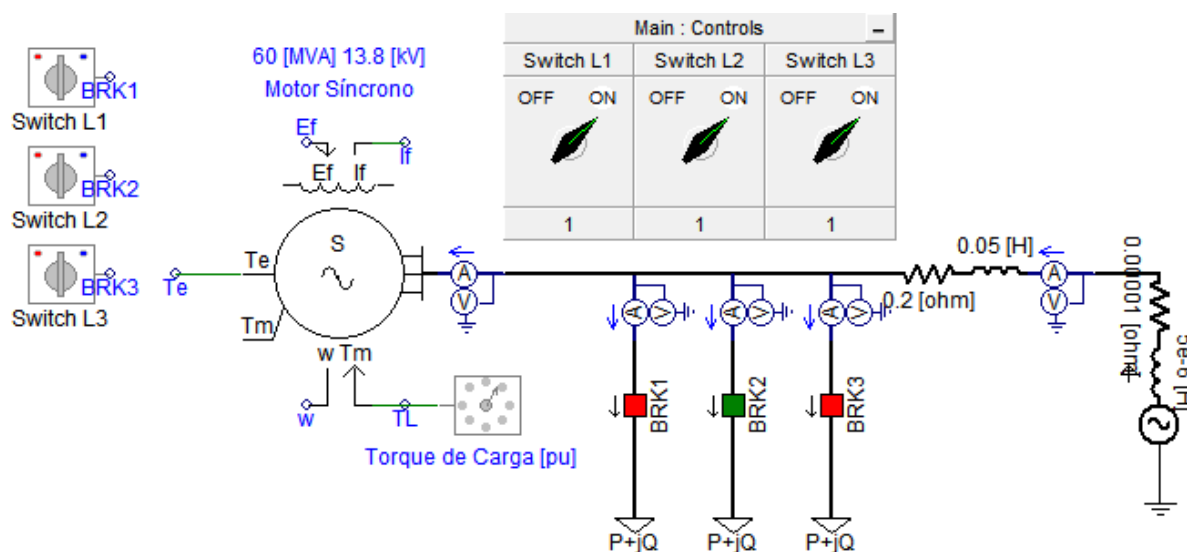 Main : Controls
Switch L1
Switch L2
Switch L3
OFF ON
OFF ON
OFF ON
1
1
1
BRK1
Switch L1
BRK2
Switch L2
BRK3
Switch L3
60 [MVA] 13.8 [kV]
Motor Síncrono
Ef
If
Ef If
S
Te
Te
Tm
w Tm
w
TL
Torque de Carga [pu]
A
V
0.2 [ohm]
0.05 [H]
A
V
0.00001 [ohm]
5e-6 [H]
A V
A V
A V
BRK1
BRK2
BRK3
P+jQ
P+jQ
P+jQ